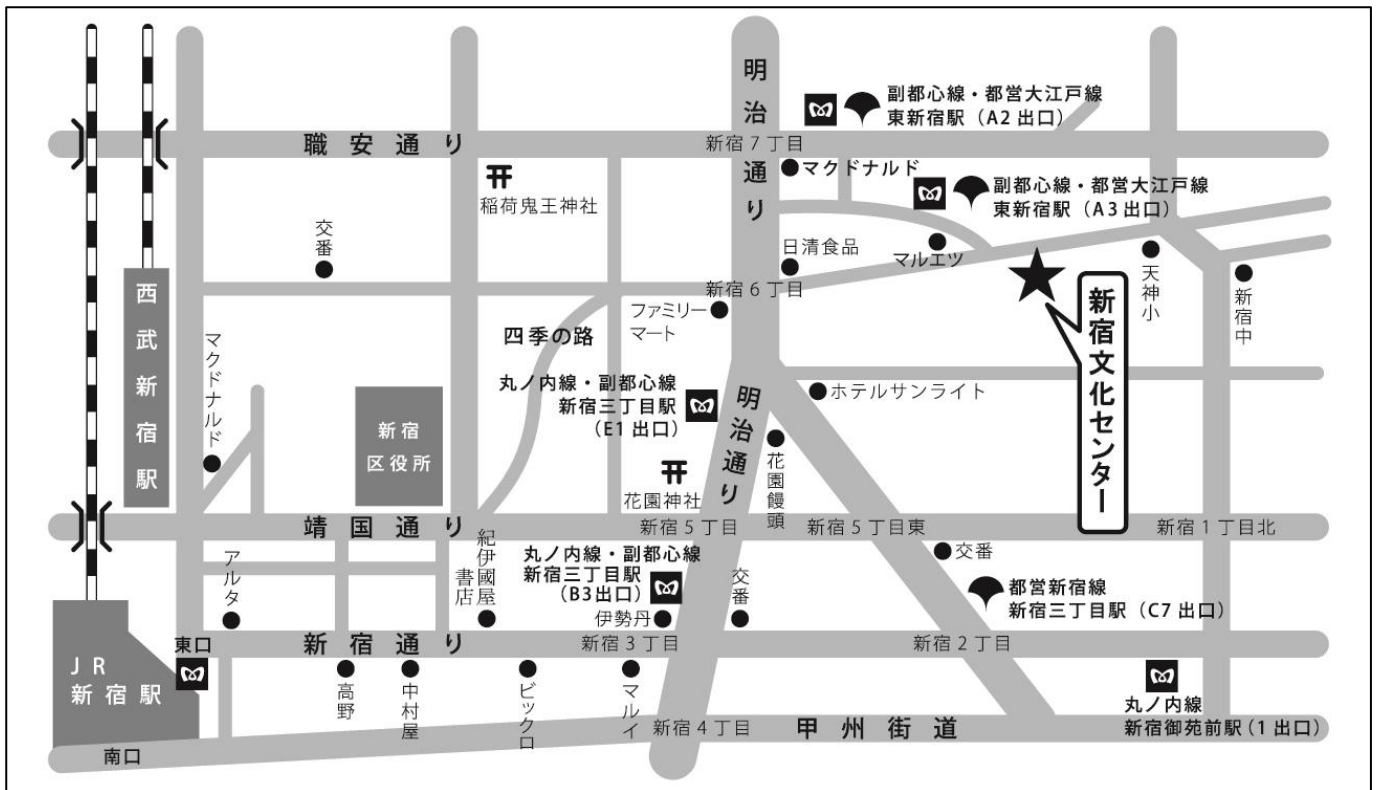 明治通り
副都心線・都営大江戸線
東新宿駅（A2出口）
職安通り
新宿7丁目
マクドナルド
稲荷鬼王神社
副都心線・都営大江戸線
東新宿駅（A3出口）
交番
日清食品
マルエツ
天神小
新宿中
西武新宿駅
新宿6丁目
ファミリー
マート
新宿文化センター
四季の路
マクドナルド
丸ノ内線・副都心線
新宿三丁目駅
（E1出口）
明治通り
ホテルサンライト
新宿
区役所
花園神社
花園饅頭
靖国通り
新宿5丁目
新宿5丁目東
新宿1丁目北
アルタ
紀伊國屋
書店
丸ノ内線・副都心線
新宿三丁目駅
（B3出口）
交番
交番
都営新宿線
新宿三丁目駅（C7出口）
伊勢丹
東口
新宿通り
新宿3丁目
新宿2丁目
JR
新宿駅
高野
中村屋
ビックロ
マルイ
丸ノ内線
新宿御苑前駅（1出口）
新宿4丁目
甲州街道
南口